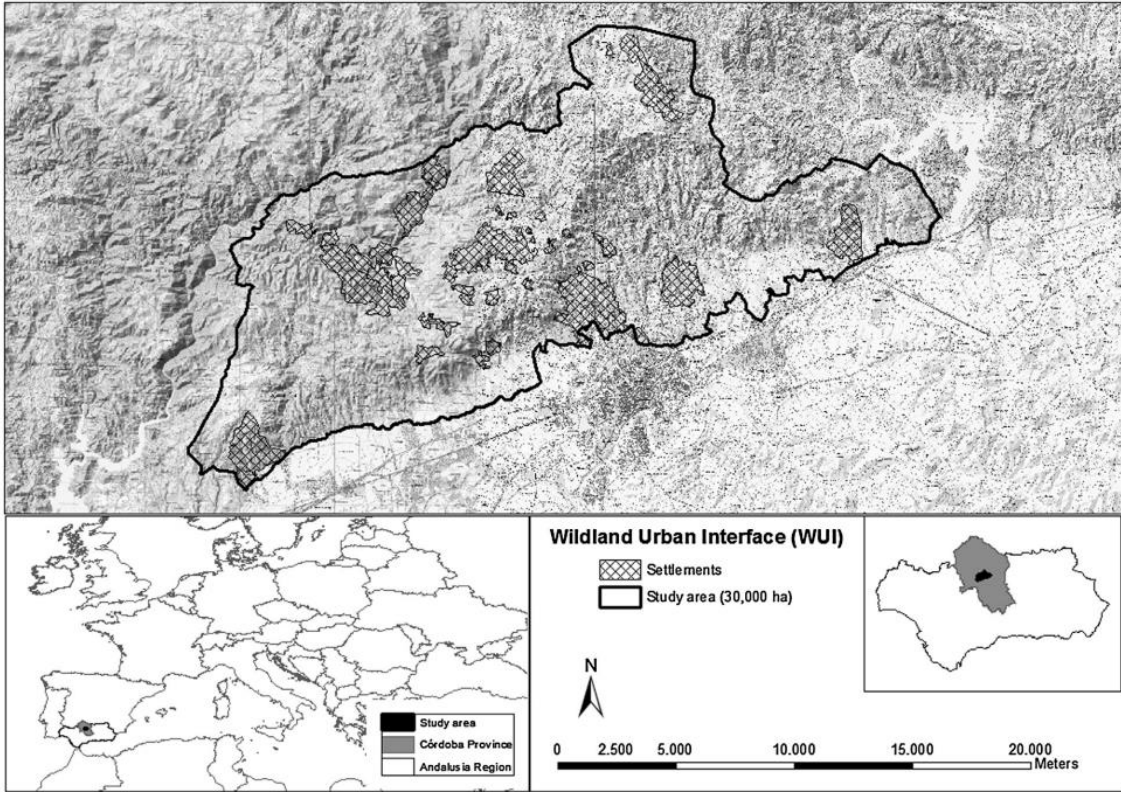 Wildland Urban Interface (WUI)
Settlements
Study area (30,000 ha)
N
0 2.500 5.000 10.000 15.000 20.000
Meters
Study area
Córdoba Province
Andalusia Region